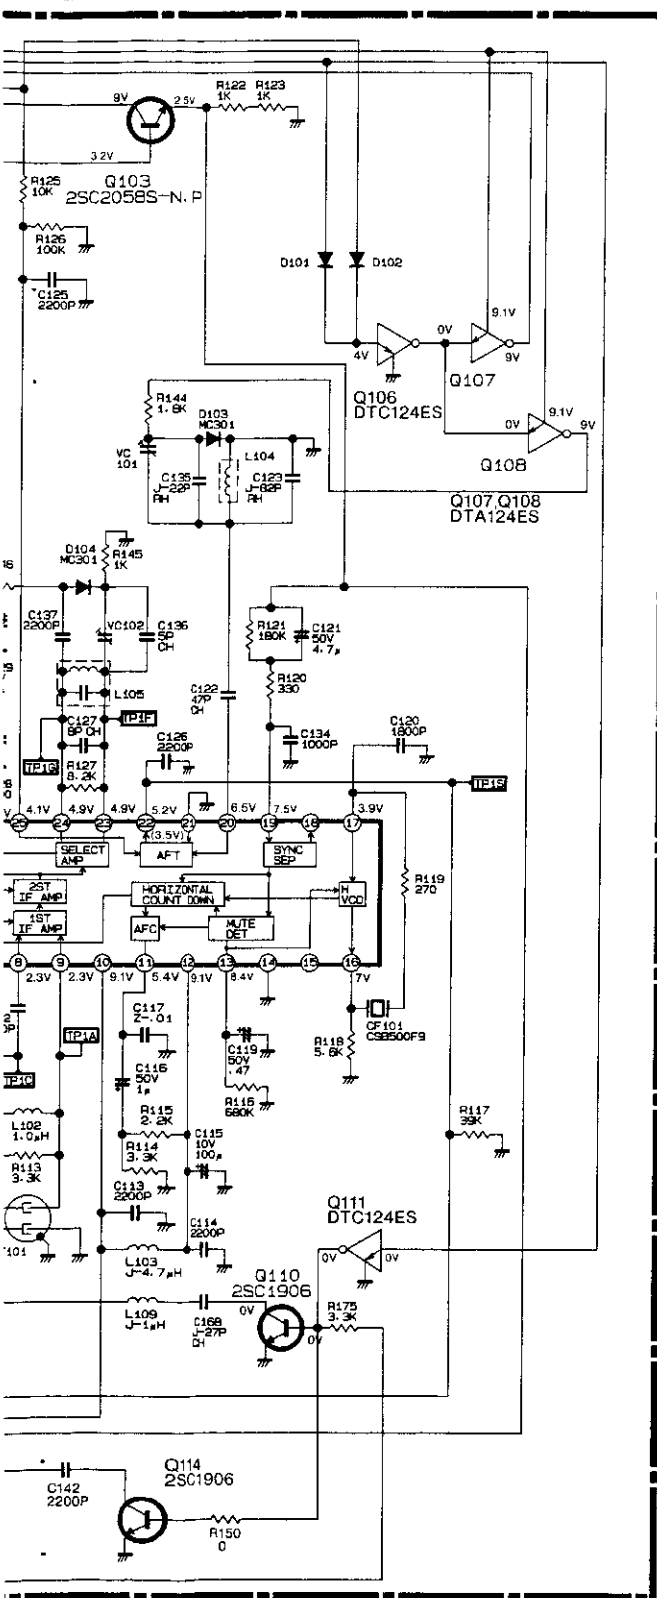 9V
2.5V
R122
1K
R123
1K
3.2V
Q103
2SC2058S-N.P
R125
10K
R126
100K
C125
2200P
D101
D102
9.1V
0V
4V
9V
Q107
Q106
DTC124ES
R144
1.8K
D103
MC301
VC
101
L104
C135
J-22P
RH
C123
J-82P
RH
9.1V
0V
9V
Q108
Q107,Q108
DTA124ES
D104
MC301
R145
1K
C137
2200P
VC102
C136
5P
CH
R121
180K
C121
50V
4.7μ
L105
C122
47P
CH
R120
330
C127
8P CH
TP1F
C126
2200P
C134
1000P
C120
1800P
TP1G
R127
8.2K
TP1S
4.1V
4.9V
4.9V
5.2V
6.5V
7.5V
3.9V
25
24
23
22
21
20
19
18
17
(3.5V)
SELECT
AMP
AFT
SYNC
SEP
R119
270
2ST
IF AMP
HORIZONTAL
COUNT DOWN
H
VCO
1ST
IF AMP
AFC
MUTE
DET
8
9
10
11
12
13
14
15
16
2.3V
2.3V
9.1V
5.4V
9.1V
8.4V
7V
C117
Z-.01
TP1A
C119
50V
.47
R118
5.6K
CF101
CSB500F9
C116
50V
1μ
TP1C
R116
680K
L102
1.0μH
R115
2.2K
R117
39K
R114
3.3K
C115
10V
100μ
R113
3.3K
C113
2200P
Q111
DTC124ES
C114
2200P
0V
0V
L103
J-4.7μH
Q110
2SC1906
L109
J-1μH
0V
C168
J-27P
CH
R175
3.3K
0V
Q114
2SC1906
C142
2200P
R150
0